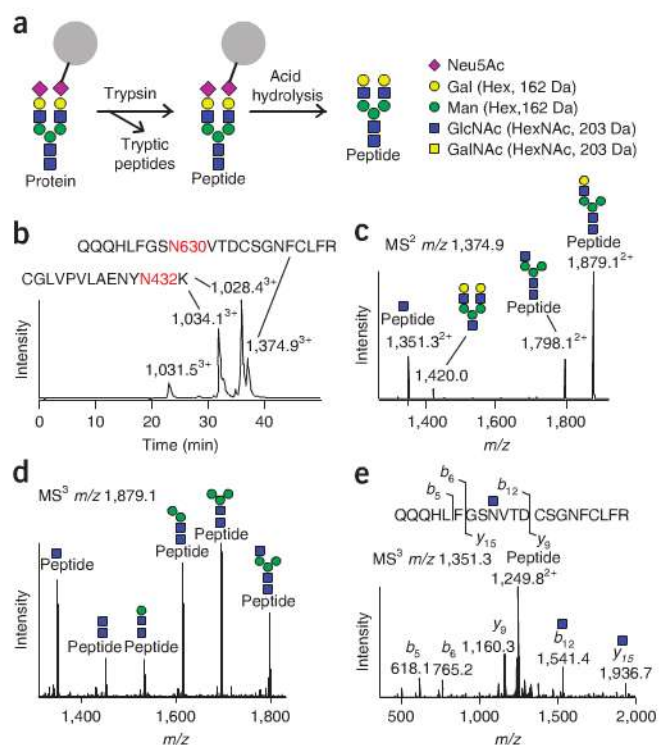 a
Trypsin
Tryptic
peptides
Acid
hydrolysis
Protein
Peptide
Peptide
Neu5Ac
Gal (Hex, 162 Da)
Man (Hex,162 Da)
GlcNAc (HexNAc, 203 Da)
GalNAc (HexNAc, 203 Da)
b
QQQHLFGSN630VTDCSGNFCLFR
CGLVPVLAENYN432K
1,028.4³⁺
1,034.1³⁺
1,374.9³⁺
1,031.5³⁺
Intensity
0 10 20 30 40
Time (min)
c
MS² m/z 1,374.9
Peptide
1,879.1²⁺
Peptide
1,351.3²⁺
Peptide
1,798.1²⁺
1,420.0
Intensity
1,400 1,600 1,800
m/z
d
MS³ m/z 1,879.1
Peptide
Peptide
Peptide
Peptide
Peptide
Peptide
Intensity
1,400 1,600 1,800
m/z
e
b₅ b₆ b₁₂
QQQHLFGSNVTDCSGNFCLFR
y₁₅ y₉
MS³ m/z 1,351.3
Peptide
1,249.8²⁺
y₉
1,160.3
b₅
618.1
b₆
765.2
b₁₂
1,541.4
y₁₅
1,936.7
Intensity
500 1,000 1,500 2,000
m/z